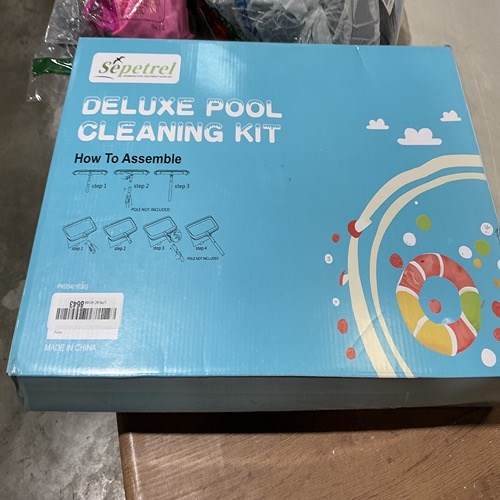 Sepetrel
DELUXE POOL
CLEANING KIT
How To Assemble
step 1 step 2 step 3
POLE NOT INCLUDED
step 1 step 2 step 3 step 4
POLE NOT INCLUDED
8643
MADE IN CHINA